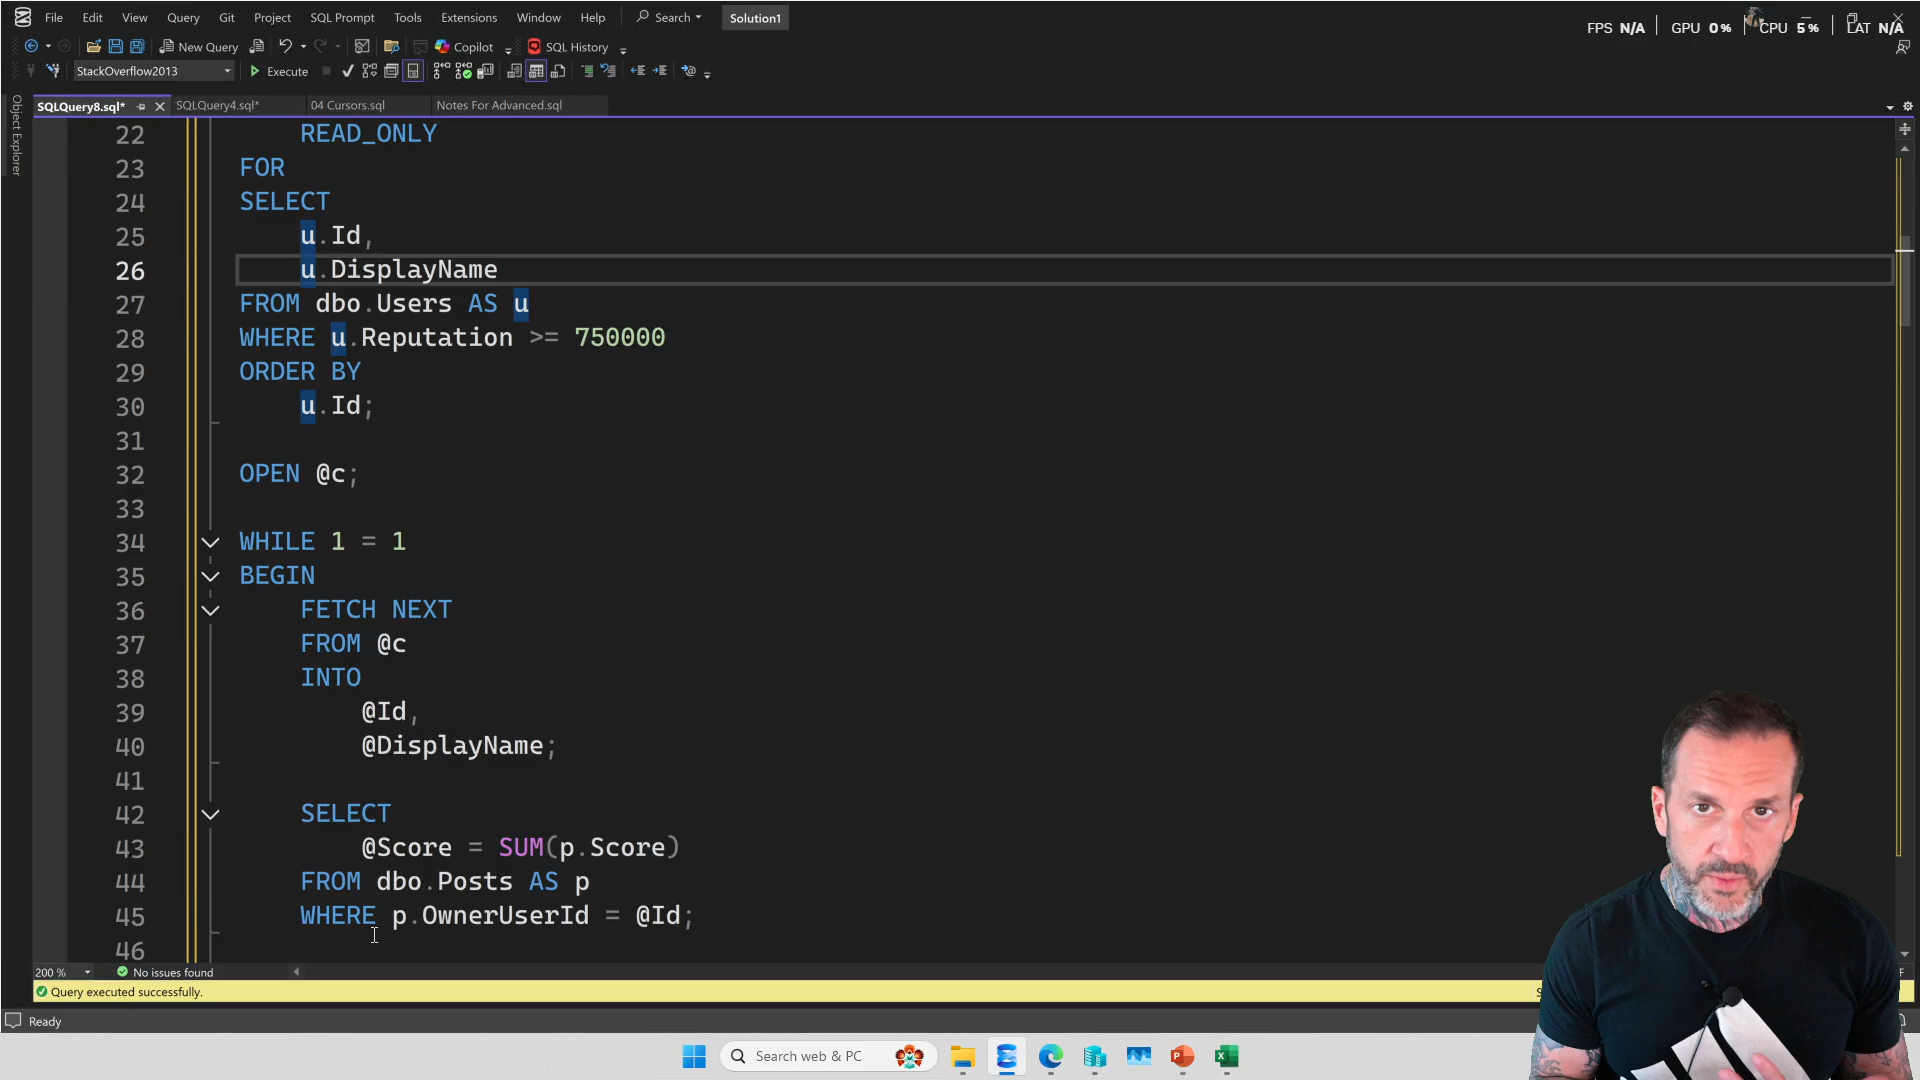 File Edit View Query Git Project SQL Prompt Tools Extensions Window Help Search Solution1
FPS N/A GPU 0% CPU 5% LAT N/A
New Query Copilot SQL History
StackOverflow2013 Execute
SQLQuery8.sql* SQLQuery4.sql* 04 Cursors.sql Notes For Advanced.sql
Object Explorer
22 READ_ONLY
23 FOR
24 SELECT
25 u.Id,
26 u.DisplayName
27 FROM dbo.Users AS u
28 WHERE u.Reputation >= 750000
29 ORDER BY
30 u.Id;
31
32 OPEN @c;
33
34 WHILE 1 = 1
35 BEGIN
36 FETCH NEXT
37 FROM @c
38 INTO
39 @Id,
40 @DisplayName;
41
42 SELECT
43 @Score = SUM(p.Score)
44 FROM dbo.Posts AS p
45 WHERE p.OwnerUserId = @Id;
46
200 % No issues found
Query executed successfully.
Ready
Search web & PC